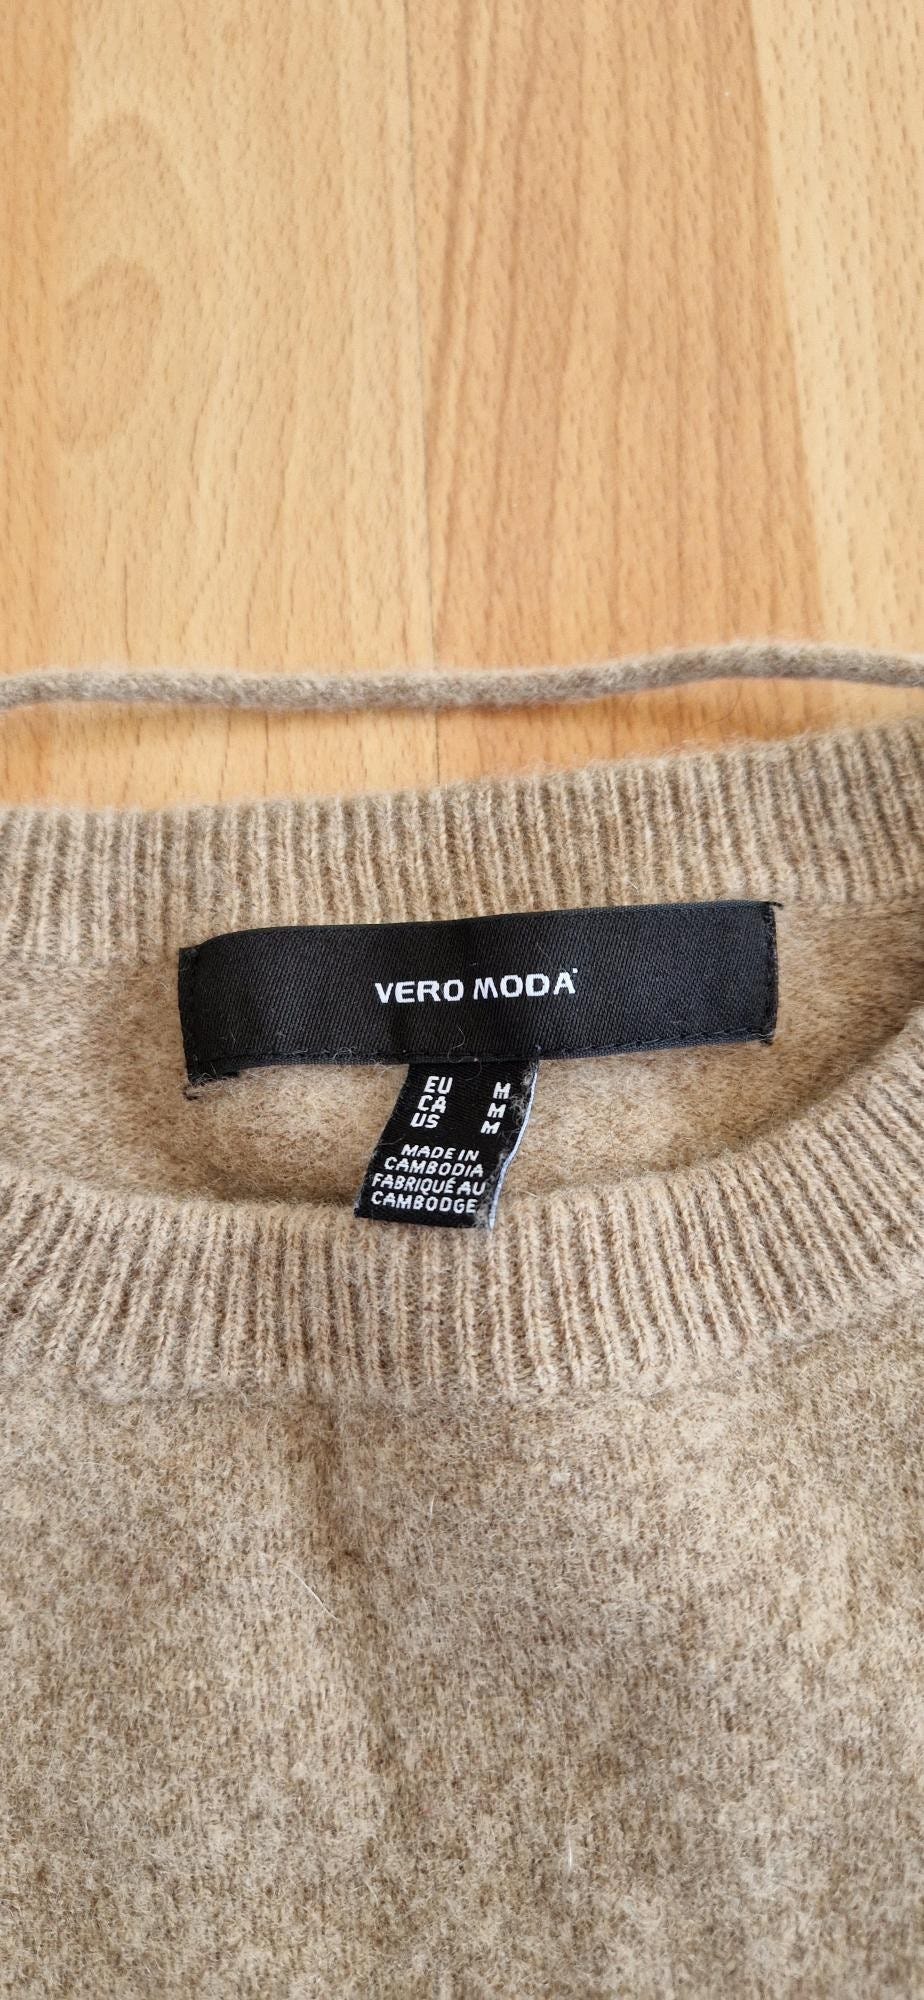 VERO MODA
EU M
CA M
US M
MADE IN
CAMBODIA
FABRIQUÉ AU
CAMBODGE